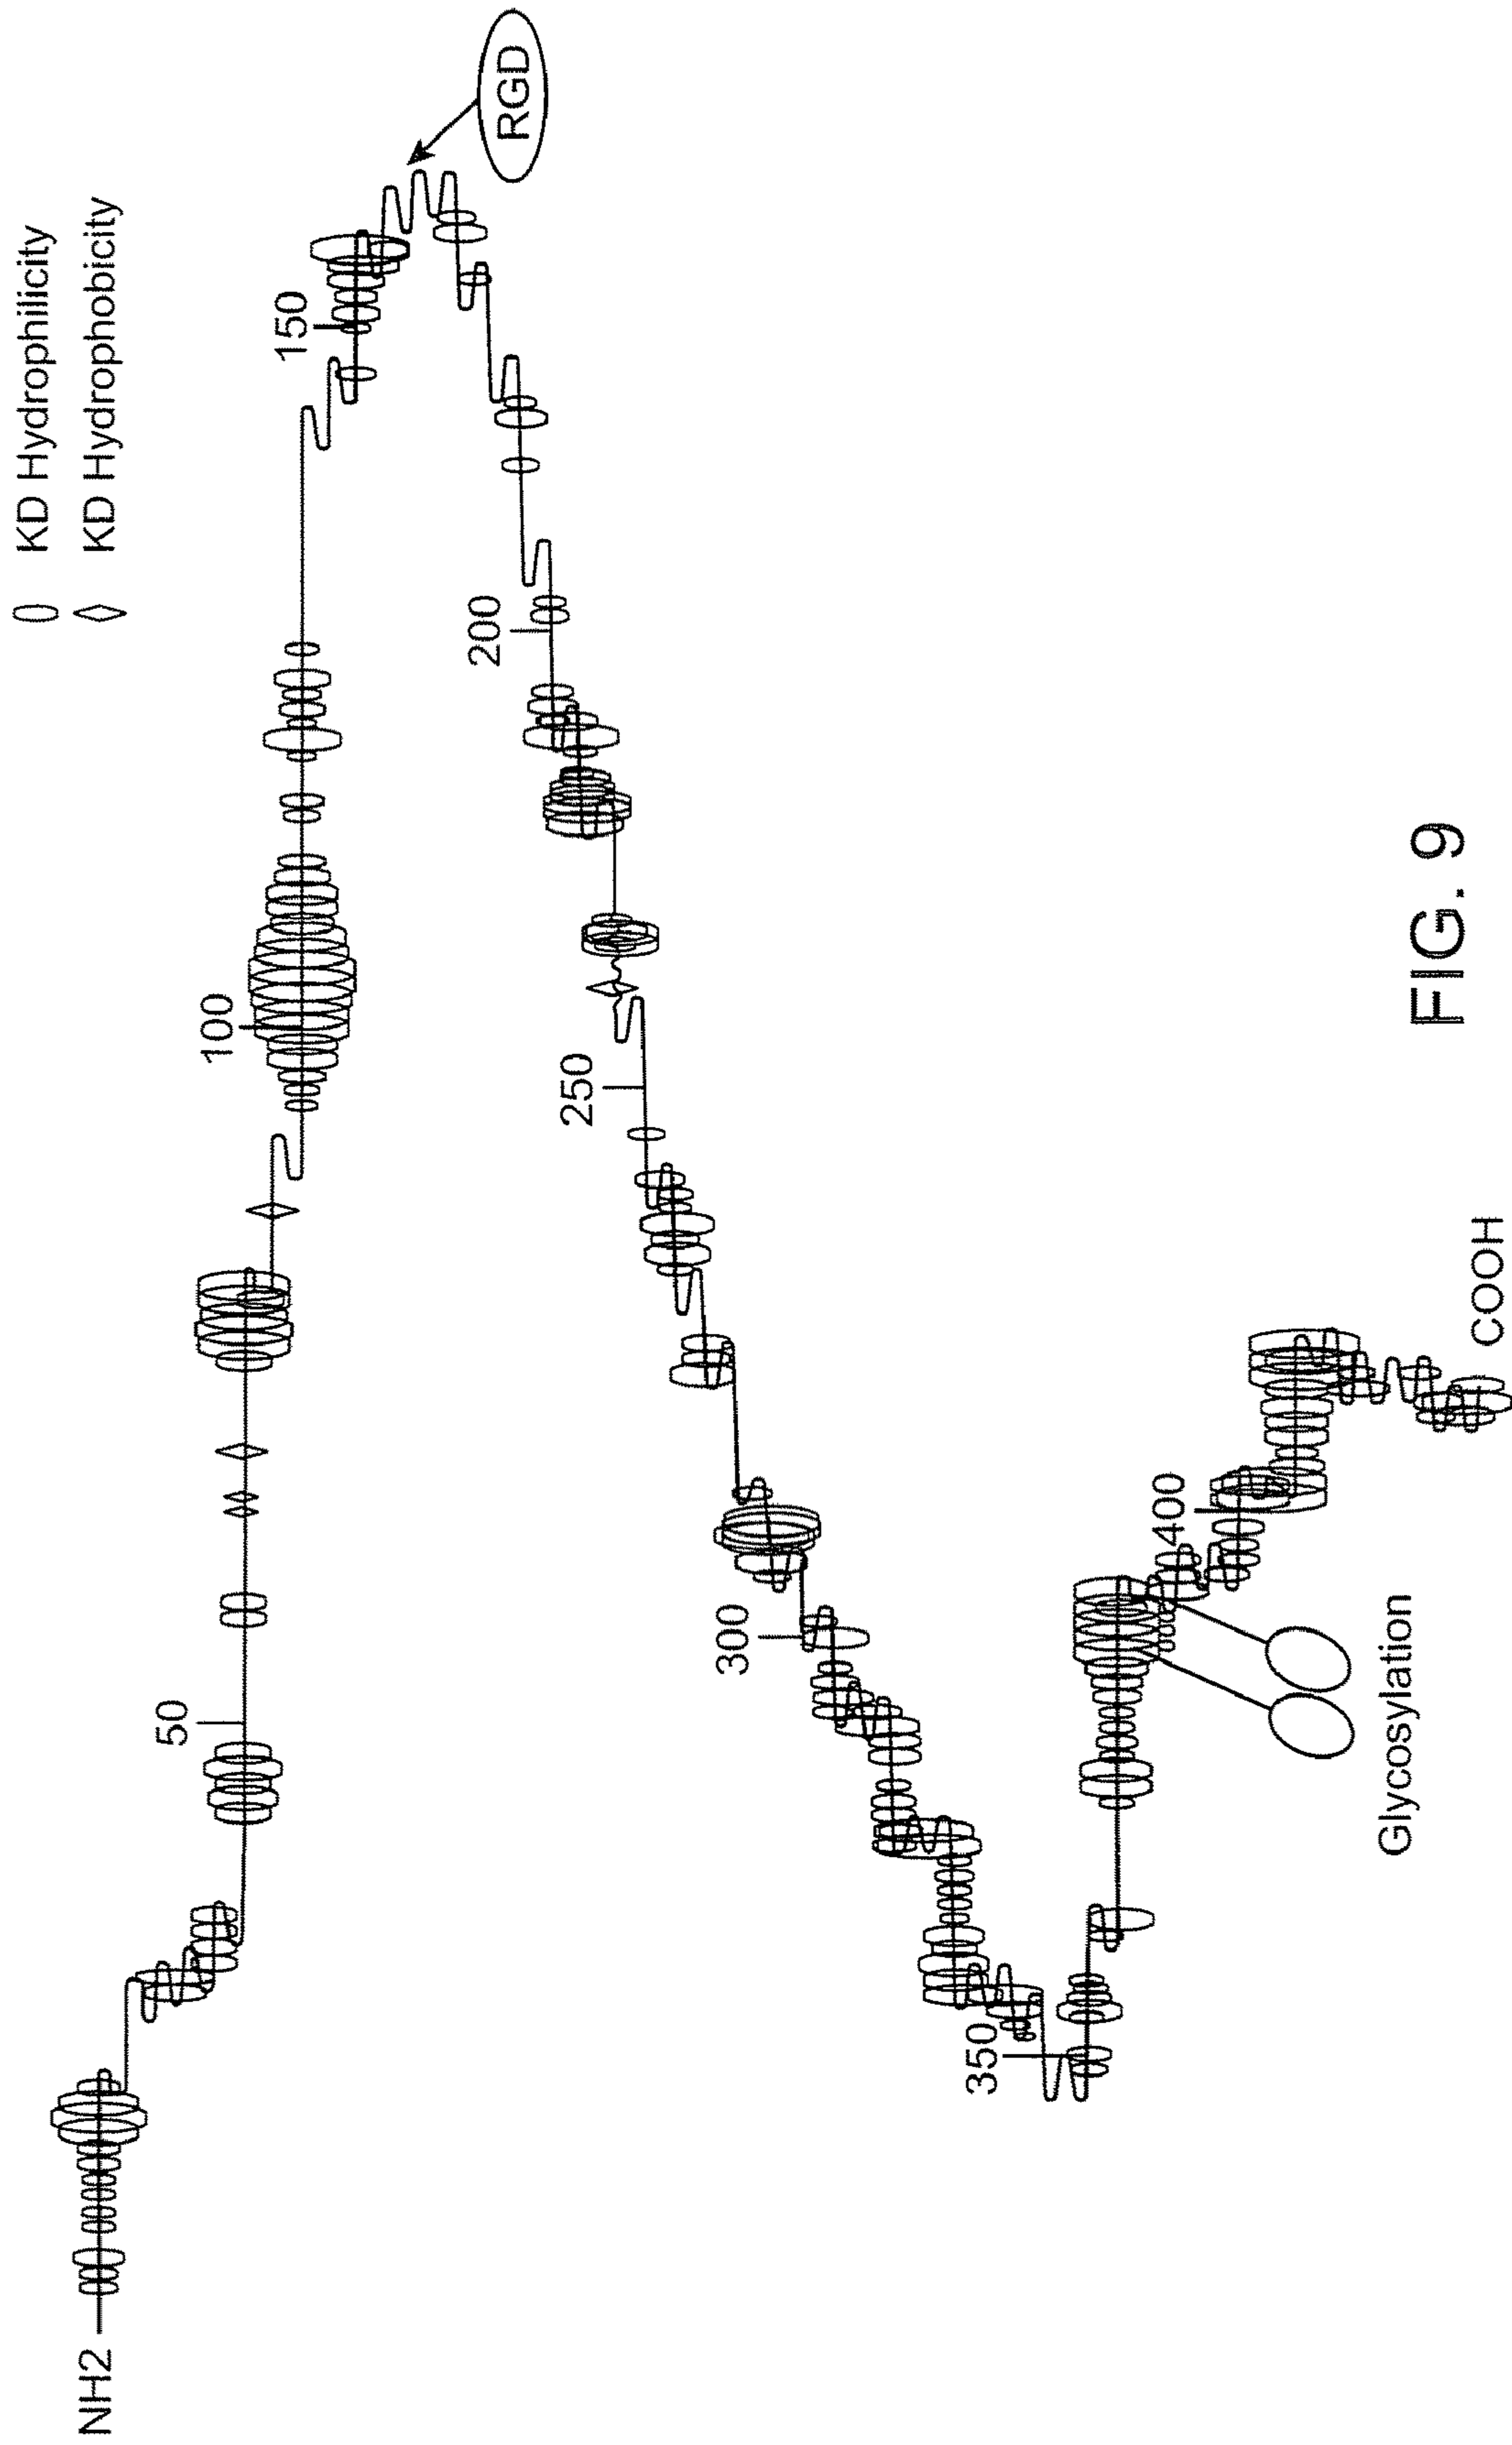 KD Hydrophilicity
KD Hydrophobicity
RGD
150
100
50
NH2
200
250
300
350
400
Glycosylation
COOH
FIG. 9